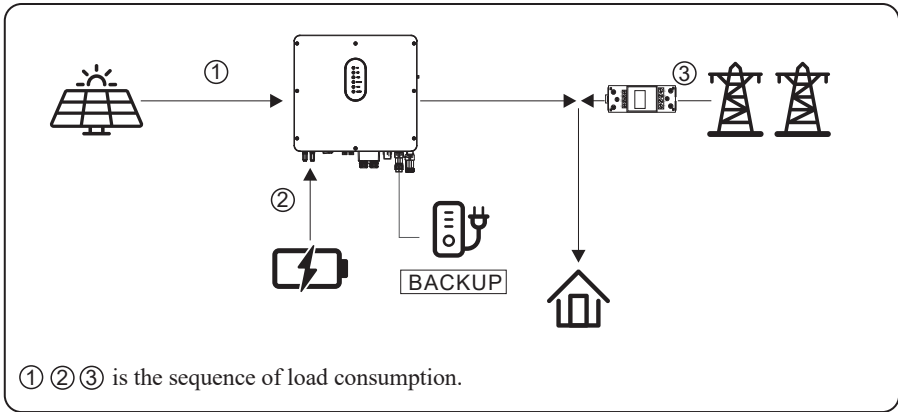 ①
③
②
BACKUP
① ② ③ is the sequence of load consumption.